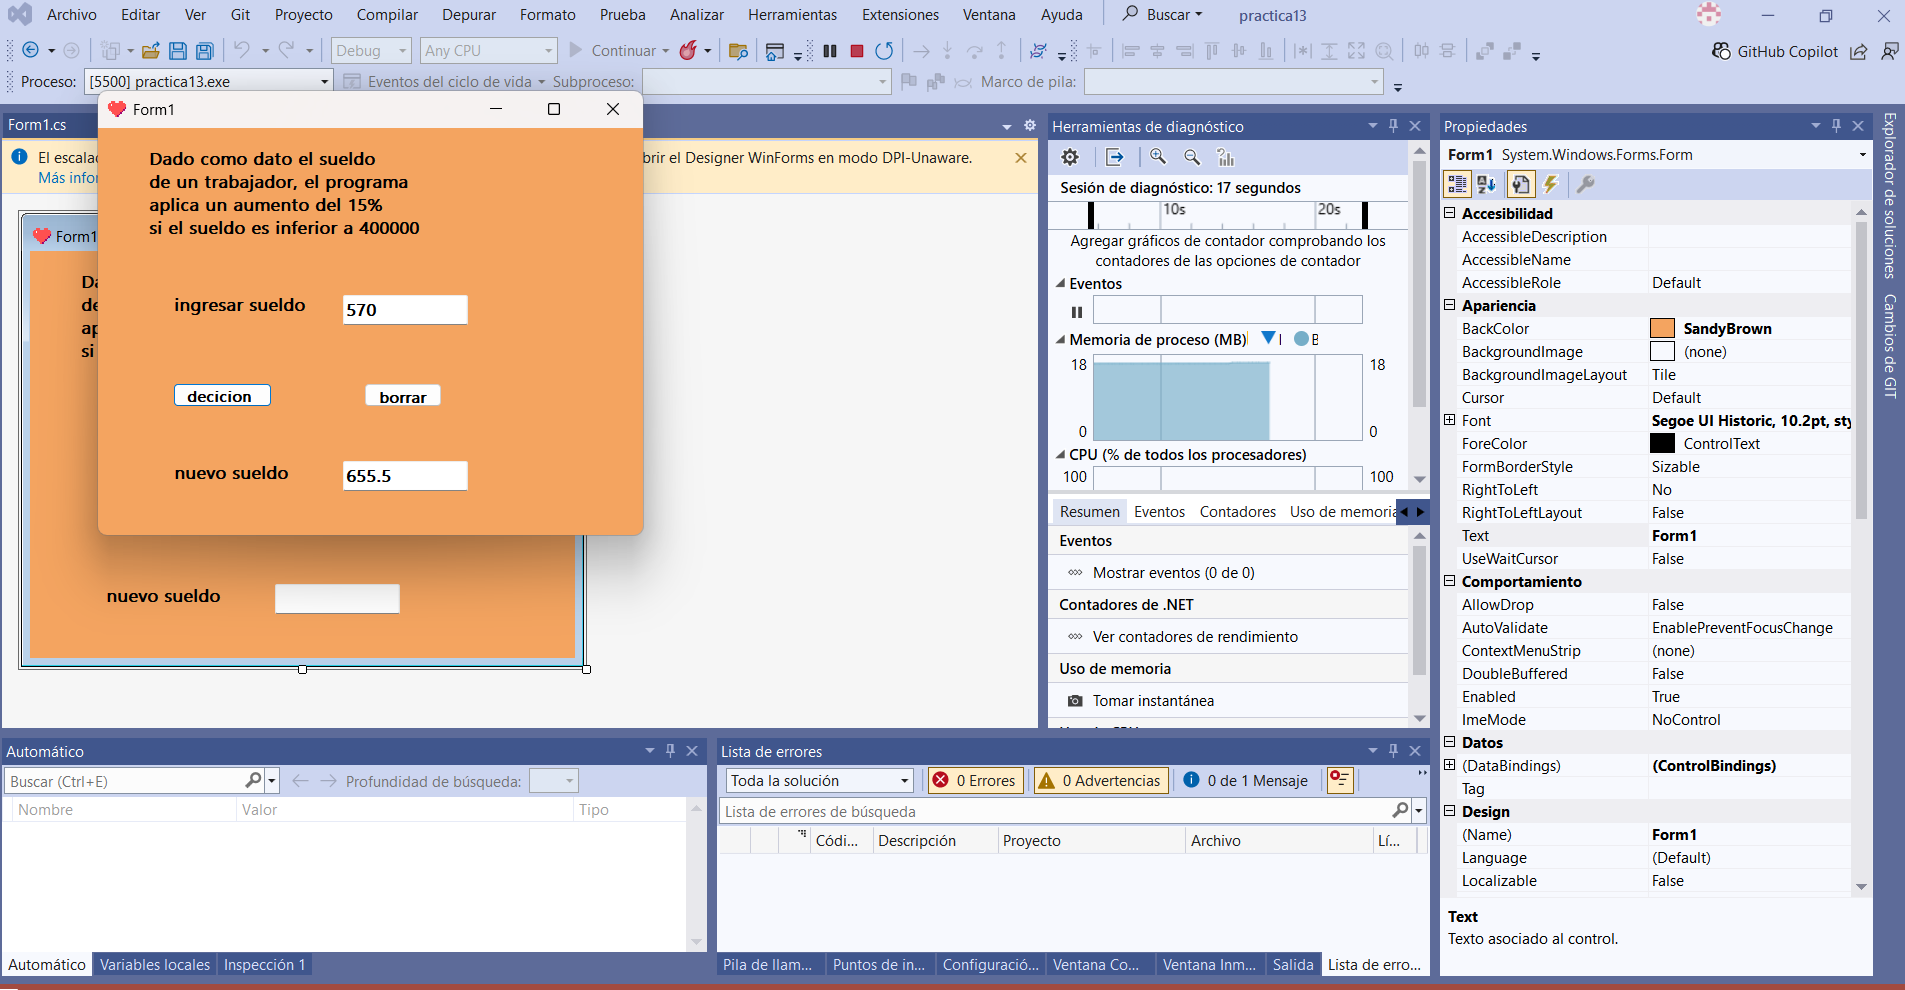 Archivo Editar Ver Git Proyecto Compilar Depurar Formato Prueba Analizar Herramientas Extensiones Ventana Ayuda Buscar practica13
Debug Any CPU Continuar GitHub Copilot
Proceso: [5500] practica13.exe Eventos del ciclo de vida Subproceso: Marco de pila:
Form1
Form1.cs
El escala brir el Designer WinForms en modo DPI-Unaware.
Más infor
Dado como dato el sueldo
de un trabajador, el programa
aplica un aumento del 15%
si el sueldo es inferior a 400000
ingresar sueldo 570
decicion borrar
nuevo sueldo 655.5
Form1
Da
de
ap
si
nuevo sueldo
Herramientas de diagnóstico
Sesión de diagnóstico: 17 segundos
10s 20s
Agregar gráficos de contador comprobando los
contadores de las opciones de contador
Eventos
Memoria de proceso (MB)
18 18
0 0
CPU (% de todos los procesadores)
100 100
Resumen Eventos Contadores Uso de memoria
Eventos
Mostrar eventos (0 de 0)
Contadores de .NET
Ver contadores de rendimiento
Uso de memoria
Tomar instantánea
Propiedades
Form1 System.Windows.Forms.Form
Accesibilidad
AccessibleDescription
AccessibleName
AccessibleRole Default
Apariencia
BackColor SandyBrown
BackgroundImage (none)
BackgroundImageLayout Tile
Cursor Default
Font Segoe UI Historic, 10.2pt, sty
ForeColor ControlText
FormBorderStyle Sizable
RightToLeft No
RightToLeftLayout False
Text Form1
UseWaitCursor False
Comportamiento
AllowDrop False
AutoValidate EnablePreventFocusChange
ContextMenuStrip (none)
DoubleBuffered False
Enabled True
ImeMode NoControl
Datos
(DataBindings) (ControlBindings)
Tag
Design
(Name) Form1
Language (Default)
Localizable False
Text
Texto asociado al control.
Explorador de soluciones Cambios de GIT
Automático
Buscar (Ctrl+E) Profundidad de búsqueda:
Nombre Valor Tipo
Automático Variables locales Inspección 1
Lista de errores
Toda la solución 0 Errores 0 Advertencias 0 de 1 Mensaje
Lista de errores de búsqueda
Códi... Descripción Proyecto Archivo Lí...
Pila de llam... Puntos de in... Configuració... Ventana Co... Ventana Inm... Salida Lista de erro...